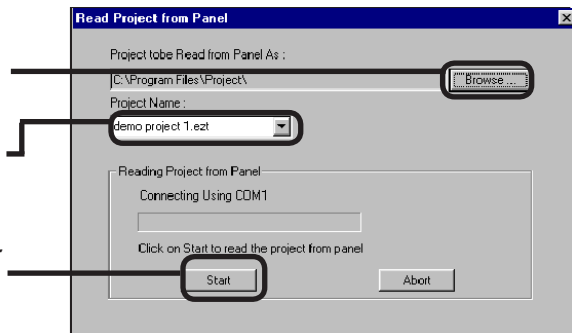 Read Project from Panel
Project tobe Read from Panel As :
C:\Program Files\Project\
Browse ...
Project Name :
demo project 1.ezt
Reading Project from Panel
Connecting Using COM1
Click on Start to read the project from panel
Start
Abort